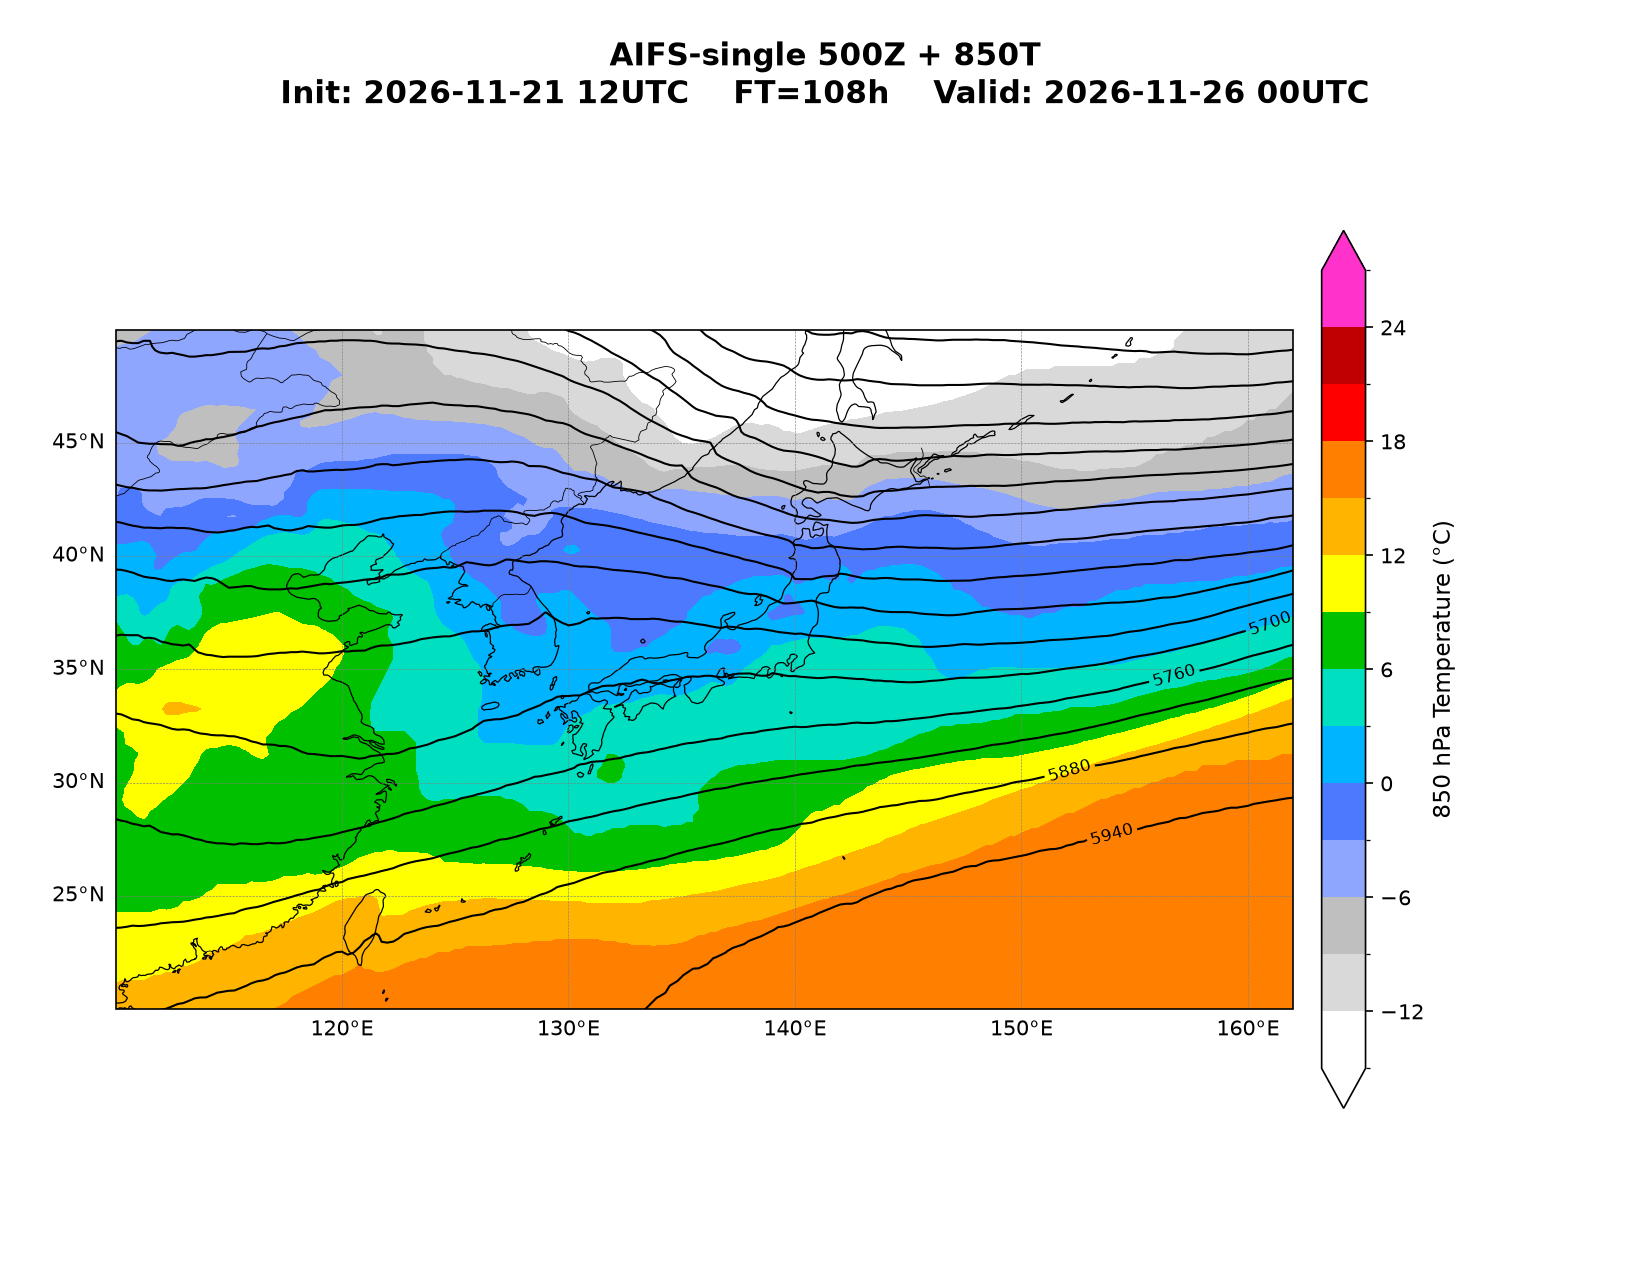 AIFS-single 500Z + 850T
Init: 2026-11-21 12UTC    FT=108h    Valid: 2026-11-26 00UTC
24
18
12
6
0
−6
−12
850 hPa Temperature (°C)
45°N
40°N
35°N
30°N
25°N
5700
5760
5880
5940
120°E
130°E
140°E
150°E
160°E